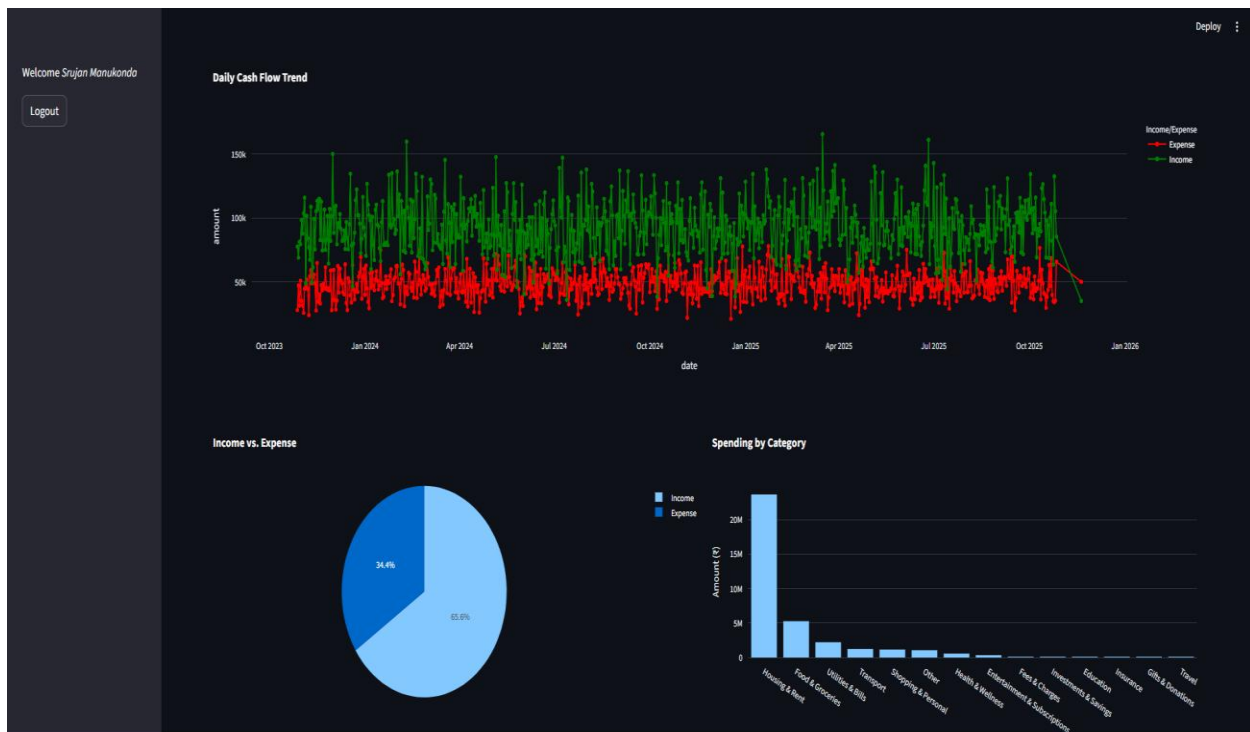 Deploy
Welcome Srujan Manukonda
Logout
Daily Cash Flow Trend
Income/Expense
Expense
Income
150k
100k
50k
amount
Oct 2023
Jan 2024
Apr 2024
Jul 2024
Oct 2024
Jan 2025
Apr 2025
Jul 2025
Oct 2025
Jan 2026
date
Income vs. Expense
Income
Expense
34.4%
65.6%
Spending by Category
20M
15M
10M
5M
0
Amount (₹)
Housing & Rent
Food & Groceries
Utilities & Bills
Transport
Shopping & Personal
Other
Health & Wellness
Entertainment & Subscriptions
Fees & Charges
Investments & Savings
Education
Insurance
Gifts & Donations
Travel